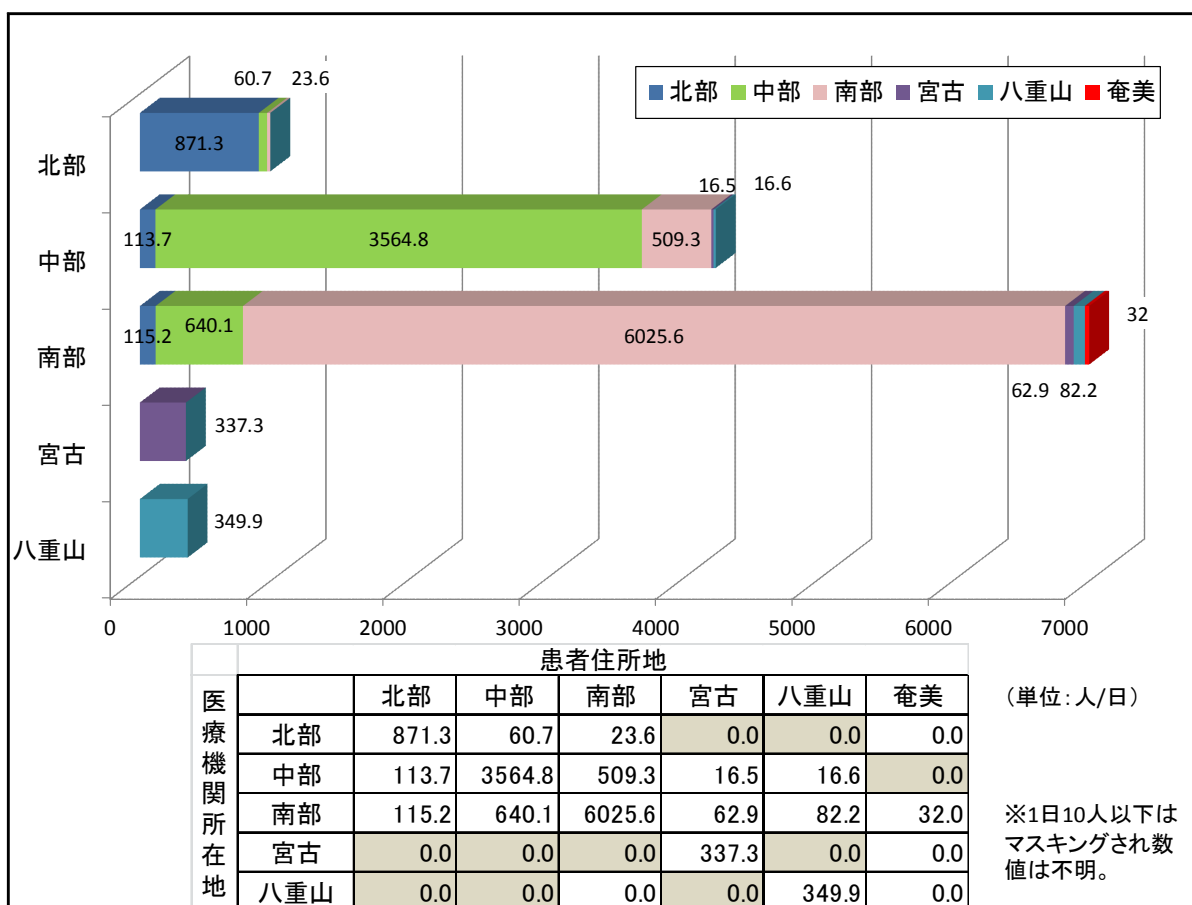 60.7 23.6
北部 中部 南部 宮古 八重山 奄美
北部 871.3
16.5 16.6
中部 113.7 3564.8 509.3
南部 115.2 640.1 6025.6 32
62.9 82.2
宮古 337.3
八重山 349.9
0 1000 2000 3000 4000 5000 6000 7000
患者住所地
医療機関所在地
北部 中部 南部 宮古 八重山 奄美
北部 871.3 60.7 23.6 0.0 0.0 0.0
中部 113.7 3564.8 509.3 16.5 16.6 0.0
南部 115.2 640.1 6025.6 62.9 82.2 32.0
宮古 0.0 0.0 0.0 337.3 0.0 0.0
八重山 0.0 0.0 0.0 0.0 349.9 0.0
(単位:人/日)
※1日10人以下は
マスキングされ数
値は不明。